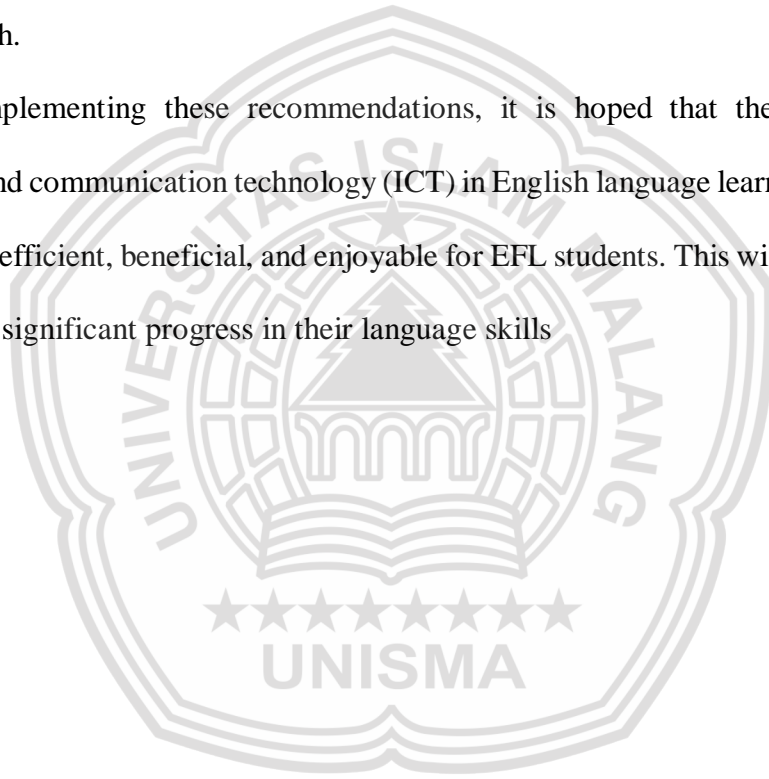 h.
mplementing these recommendations, it is hoped that the
nd communication technology (ICT) in English language learn
efficient, beneficial, and enjoyable for EFL students. This wi
significant progress in their language skills
UNIVERSITAS ISLAM MALANG
UNISMA